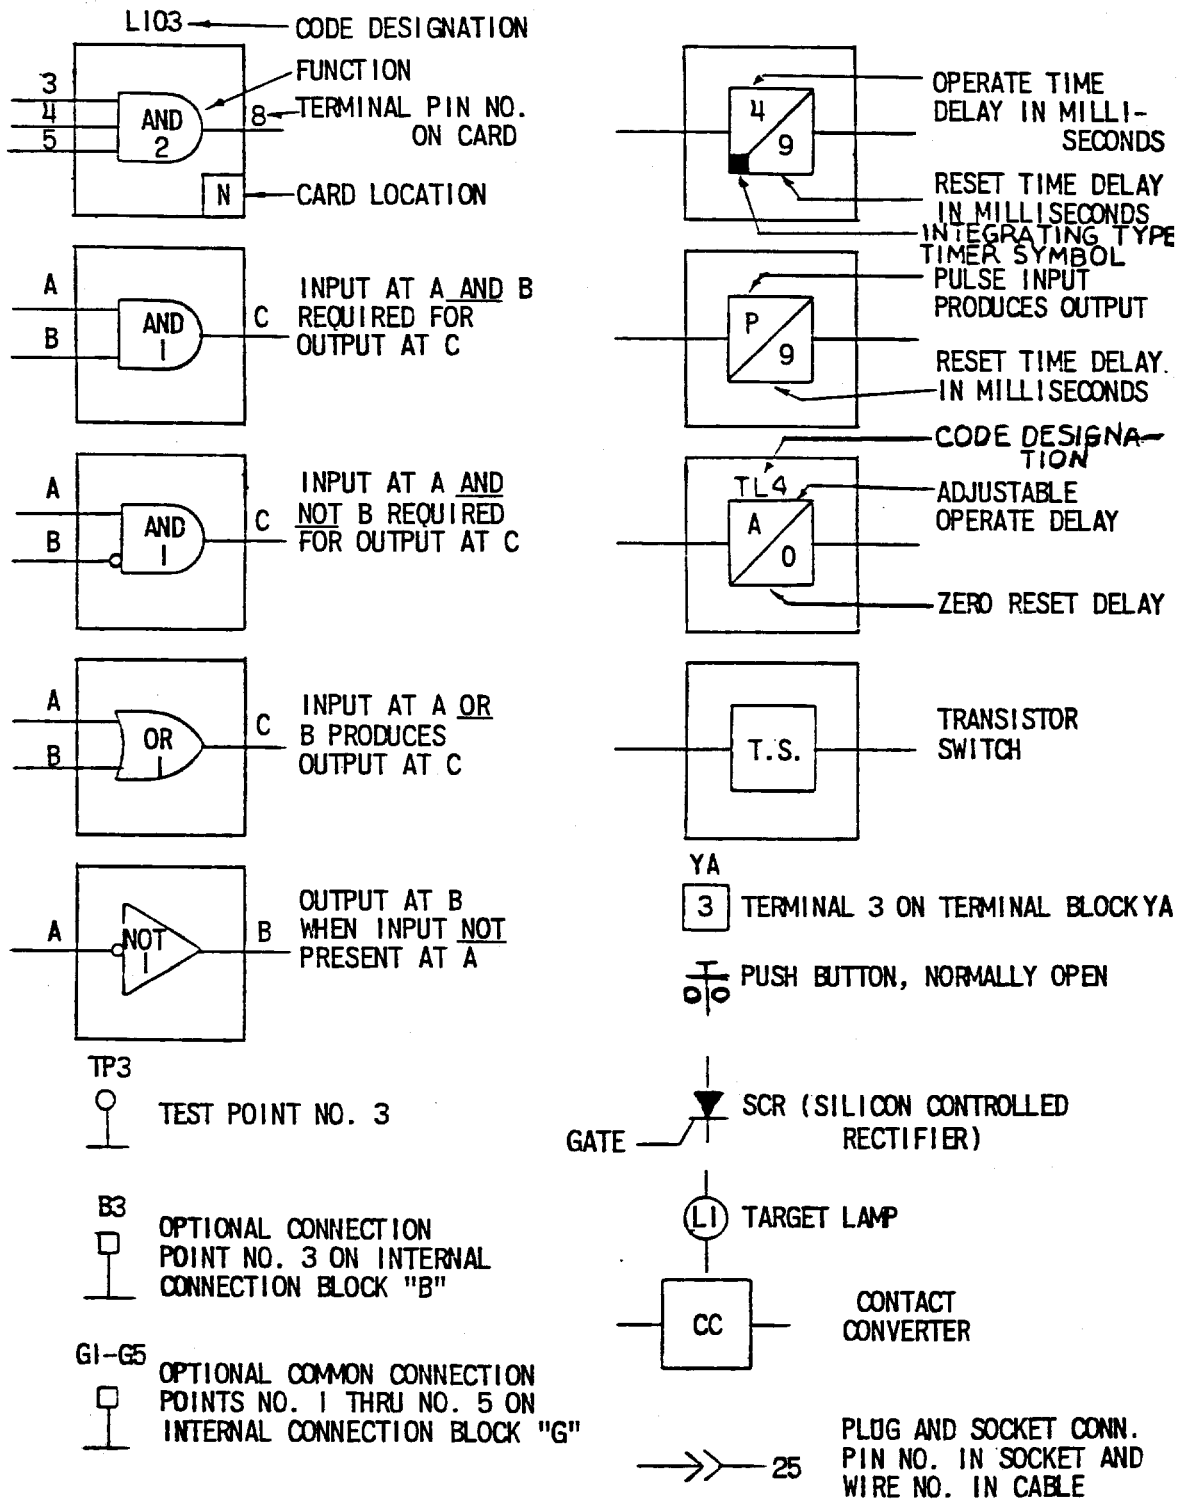 L103
CODE DESIGNATION
FUNCTION
3
4
5
AND
2
8
TERMINAL PIN NO.
ON CARD
N
CARD LOCATION
A
B
AND
1
C
INPUT AT A AND B
REQUIRED FOR
OUTPUT AT C
A
B
AND
1
C
INPUT AT A AND
NOT B REQUIRED
FOR OUTPUT AT C
A
B
OR
1
C
INPUT AT A OR
B PRODUCES
OUTPUT AT C
A
NOT
1
B
OUTPUT AT B
WHEN INPUT NOT
PRESENT AT A
TP3
TEST POINT NO. 3
B3
OPTIONAL CONNECTION
POINT NO. 3 ON INTERNAL
CONNECTION BLOCK "B"
G1-G5
OPTIONAL COMMON CONNECTION
POINTS NO. 1 THRU NO. 5 ON
INTERNAL CONNECTION BLOCK "G"
4
9
OPERATE TIME
DELAY IN MILLI-
SECONDS
RESET TIME DELAY
IN MILLISECONDS
INTEGRATING TYPE
TIMER SYMBOL
P
9
PULSE INPUT
PRODUCES OUTPUT
RESET TIME DELAY.
IN MILLISECONDS
CODE DESIGNA-
TION
TL4
A
0
ADJUSTABLE
OPERATE DELAY
ZERO RESET DELAY
T.S.
TRANSISTOR
SWITCH
YA
3
TERMINAL 3 ON TERMINAL BLOCK YA
PUSH BUTTON, NORMALLY OPEN
GATE
SCR (SILICON CONTROLLED
RECTIFIER)
L1
TARGET LAMP
CC
CONTACT
CONVERTER
25
PLUG AND SOCKET CONN.
PIN NO. IN SOCKET AND
WIRE NO. IN CABLE